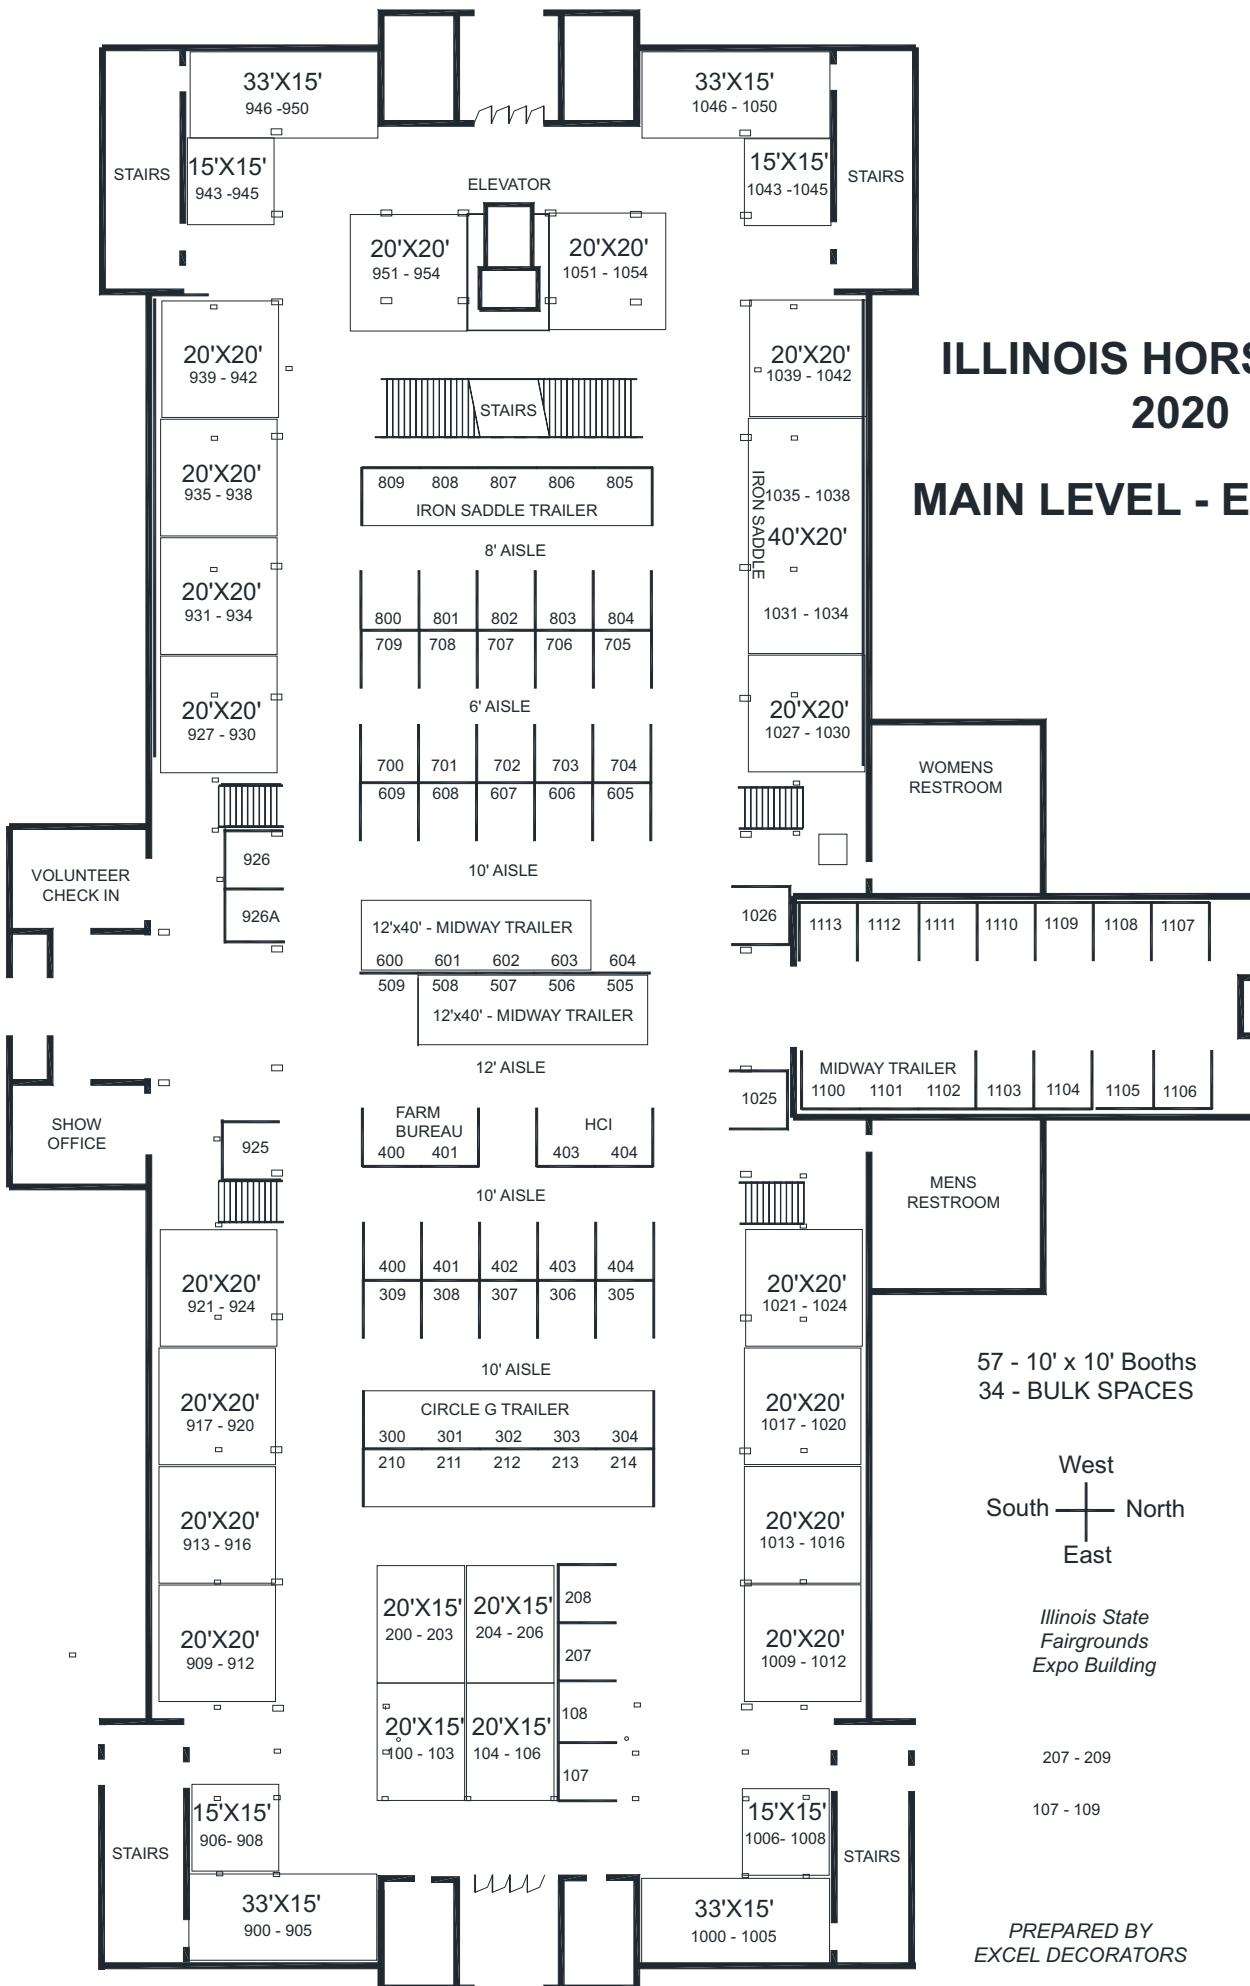 33'X15'
946 -950
33'X15'
1046 - 1050
STAIRS
15'X15'
943 -945
15'X15'
1043 -1045
STAIRS
ELEVATOR
20'X20'
951 - 954
20'X20'
1051 - 1054
20'X20'
939 - 942
20'X20'
1039 - 1042
ILLINOIS HORS
2020
MAIN LEVEL - E
STAIRS
20'X20'
935 - 938
809 808 807 806 805
IRON SADDLE TRAILER
IRON SADDLE
1035 - 1038
40'X20'
1031 - 1034
8' AISLE
20'X20'
931 - 934
800 801 802 803 804
709 708 707 706 705
20'X20'
927 - 930
6' AISLE
20'X20'
1027 - 1030
700 701 702 703 704
609 608 607 606 605
WOMENS
RESTROOM
VOLUNTEER
CHECK IN
926
926A
10' AISLE
12'x40' - MIDWAY TRAILER
600 601 602 603 604
509 508 507 506 505
12'x40' - MIDWAY TRAILER
1026
1113 1112 1111 1110 1109 1108 1107
12' AISLE
MIDWAY TRAILER
1100 1101 1102 1103 1104 1105 1106
1025
SHOW
OFFICE
925
FARM
BUREAU
400 401
HCI
403 404
MENS
RESTROOM
10' AISLE
20'X20'
921 - 924
400 401 402 403 404
309 308 307 306 305
20'X20'
1021 - 1024
10' AISLE
57 - 10' x 10' Booths
34 - BULK SPACES
20'X20'
917 - 920
CIRCLE G TRAILER
300 301 302 303 304
210 211 212 213 214
20'X20'
1017 - 1020
West
South North
East
20'X20'
913 - 916
20'X20'
1013 - 1016
20'X15'
200 - 203
20'X15'
204 - 206
208
207
20'X20'
909 - 912
20'X20'
1009 - 1012
Illinois State
Fairgrounds
Expo Building
20'X15'
100 - 103
20'X15'
104 - 106
108
107
207 - 209
107 - 109
15'X15'
906- 908
15'X15'
1006- 1008
STAIRS
STAIRS
33'X15'
900 - 905
33'X15'
1000 - 1005
PREPARED BY
EXCEL DECORATORS